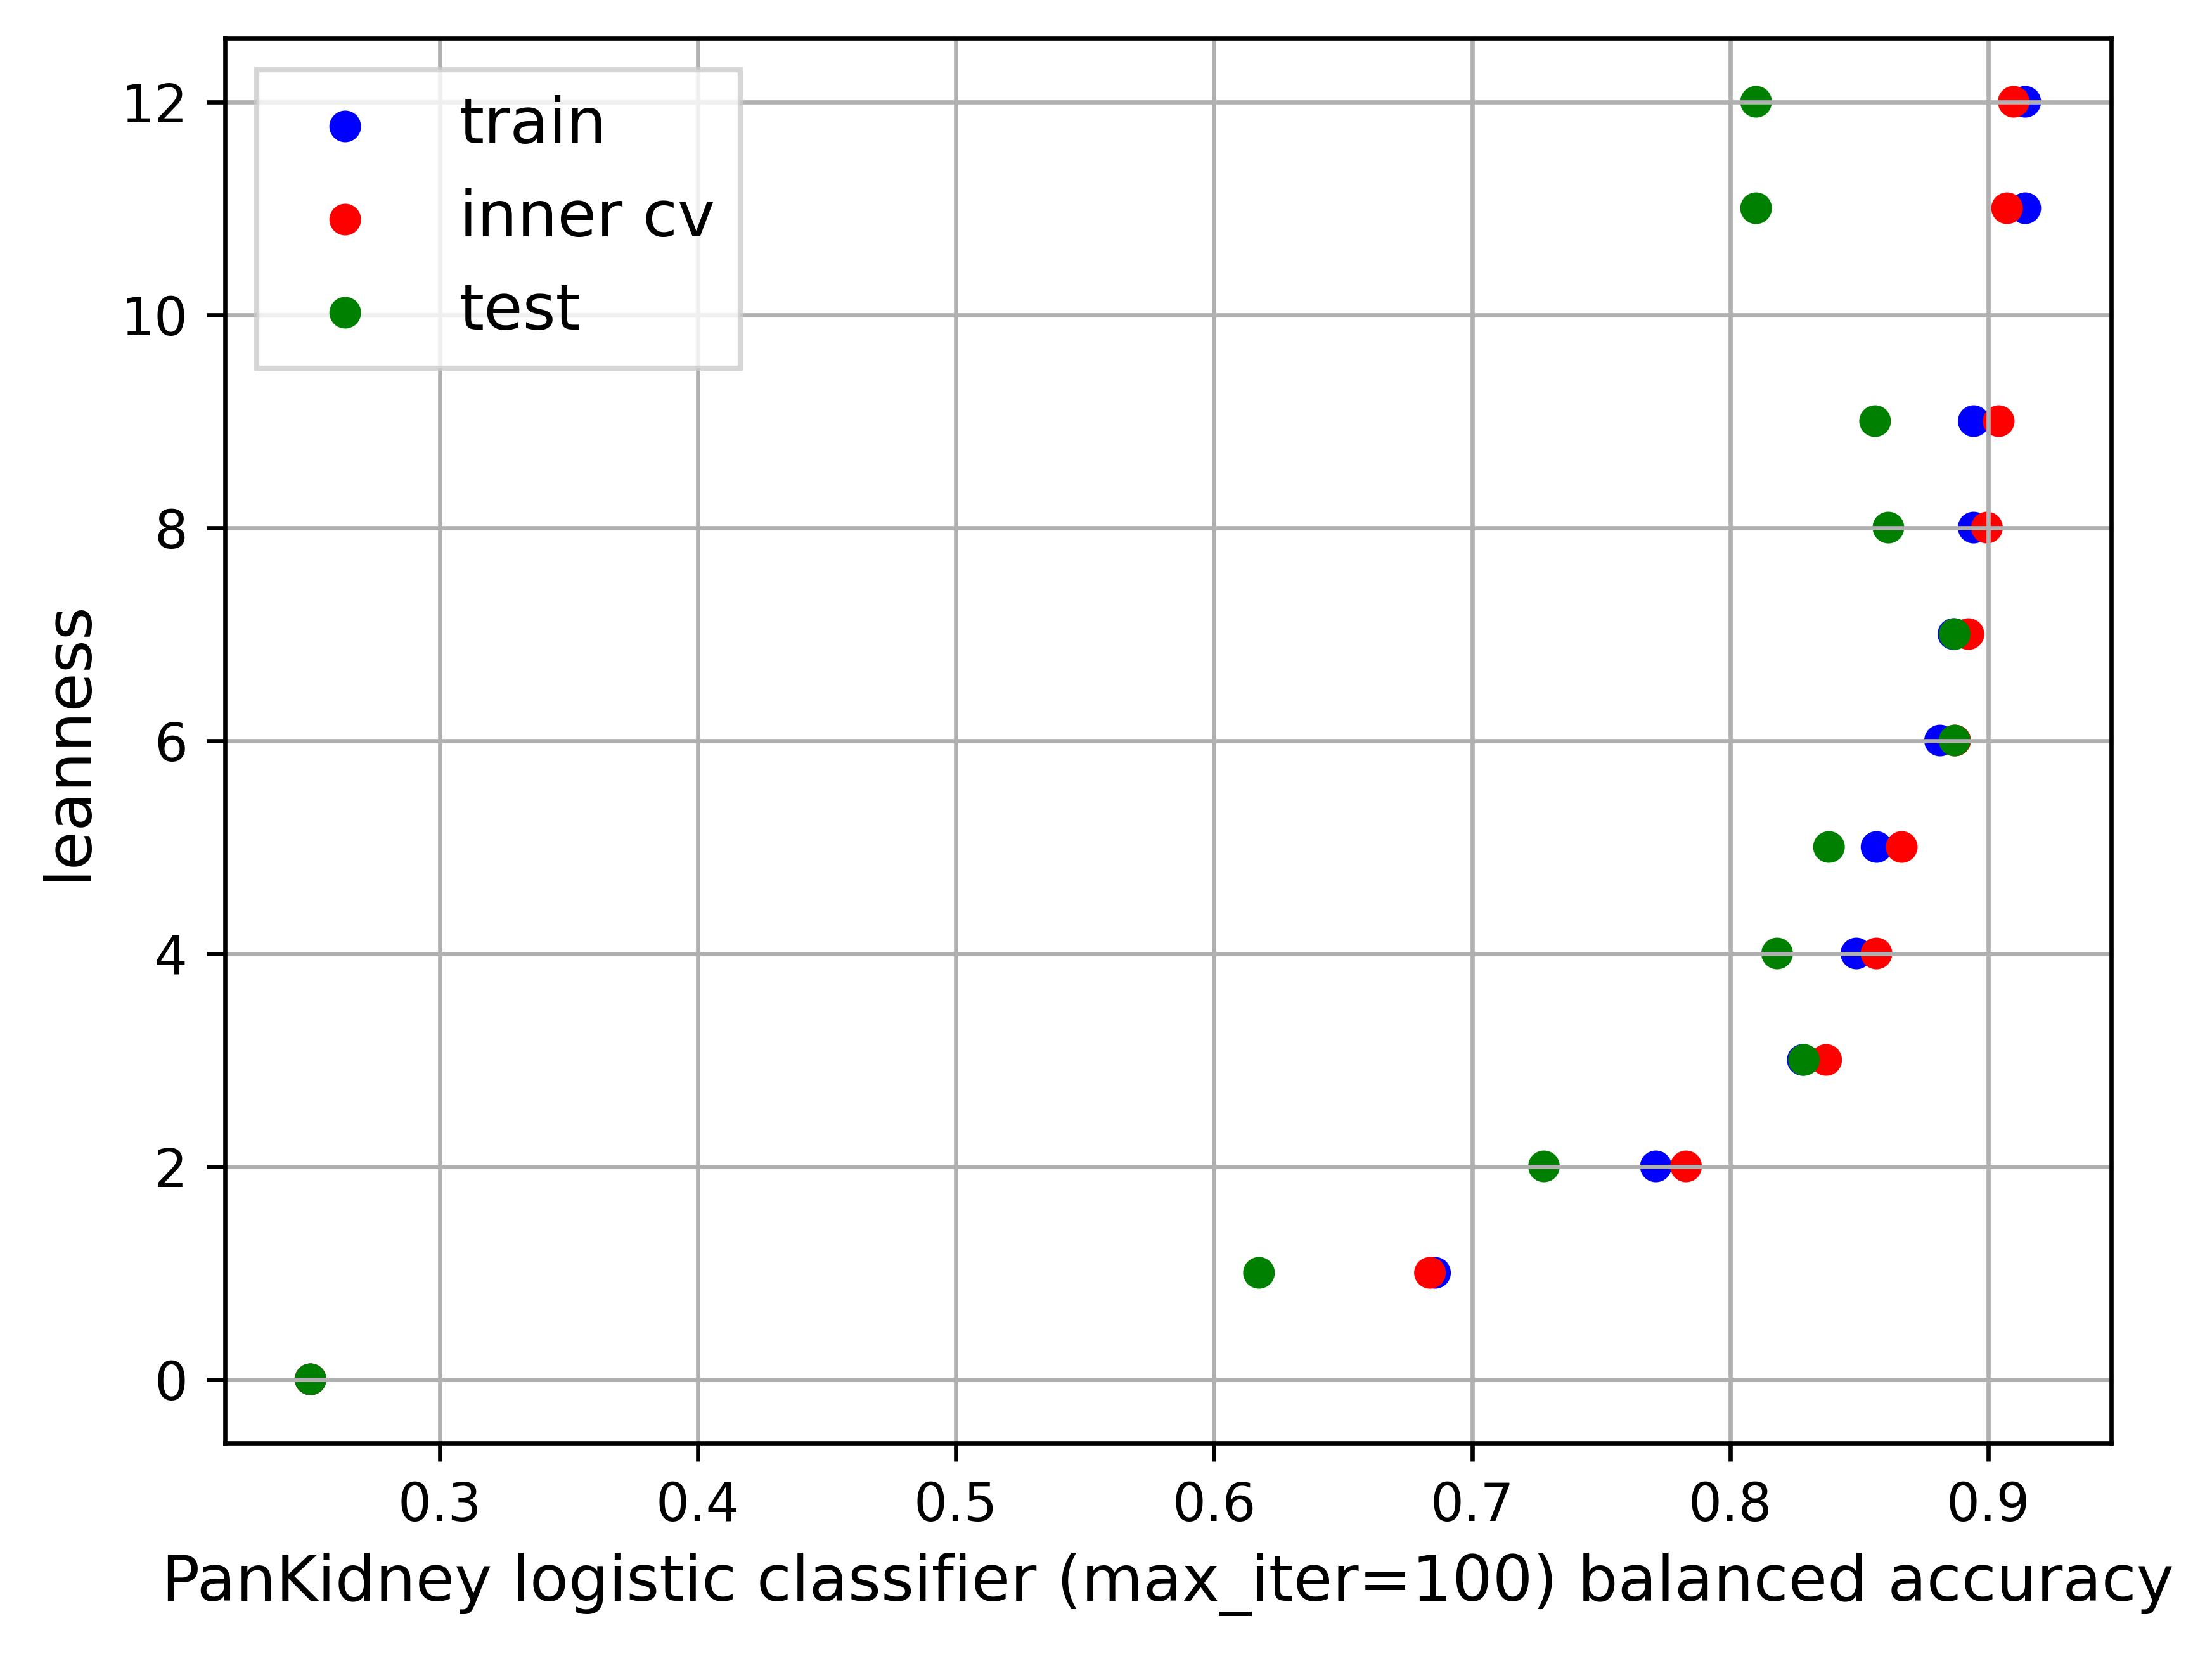 train
inner cv
test
12
10
8
6
4
2
0
leanness
0.3 0.4 0.5 0.6 0.7 0.8 0.9
PanKidney logistic classifier (max_iter=100) balanced accuracy